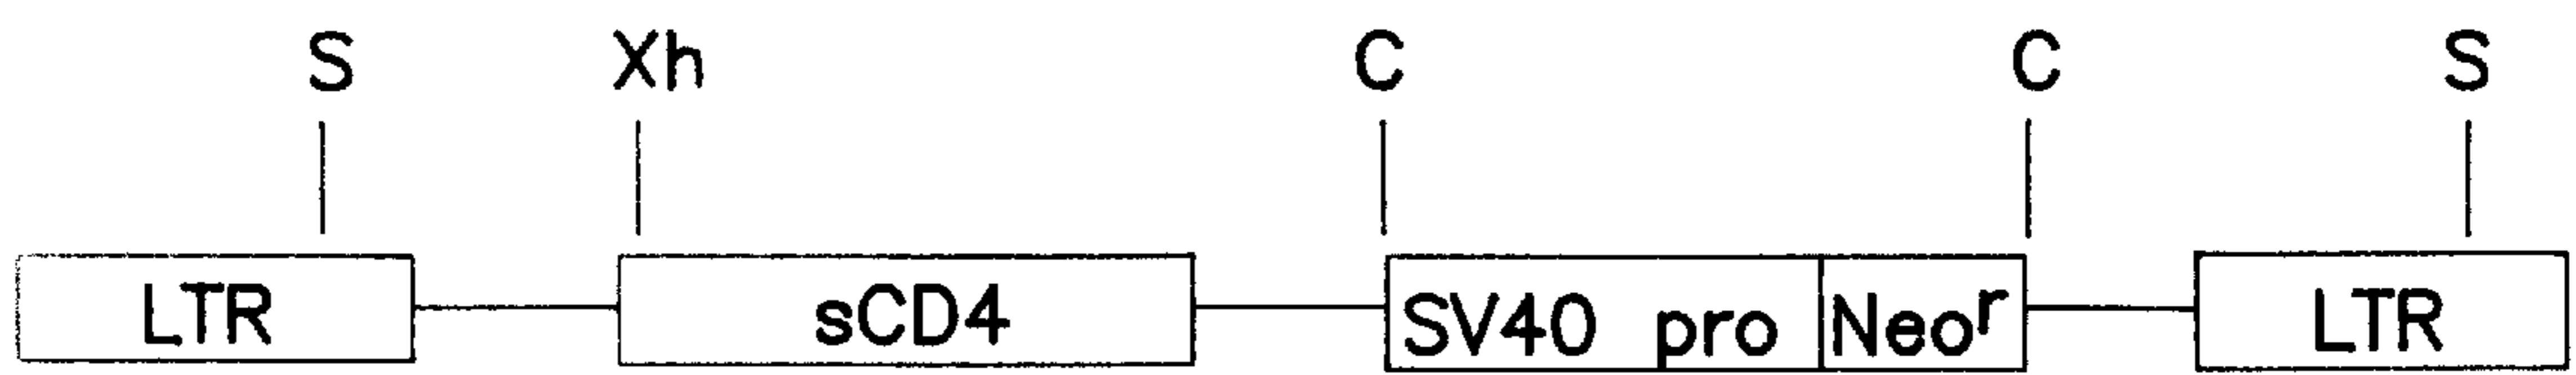 S Xh C C S
LTR sCD4 SV40 pro Neoʳ LTR